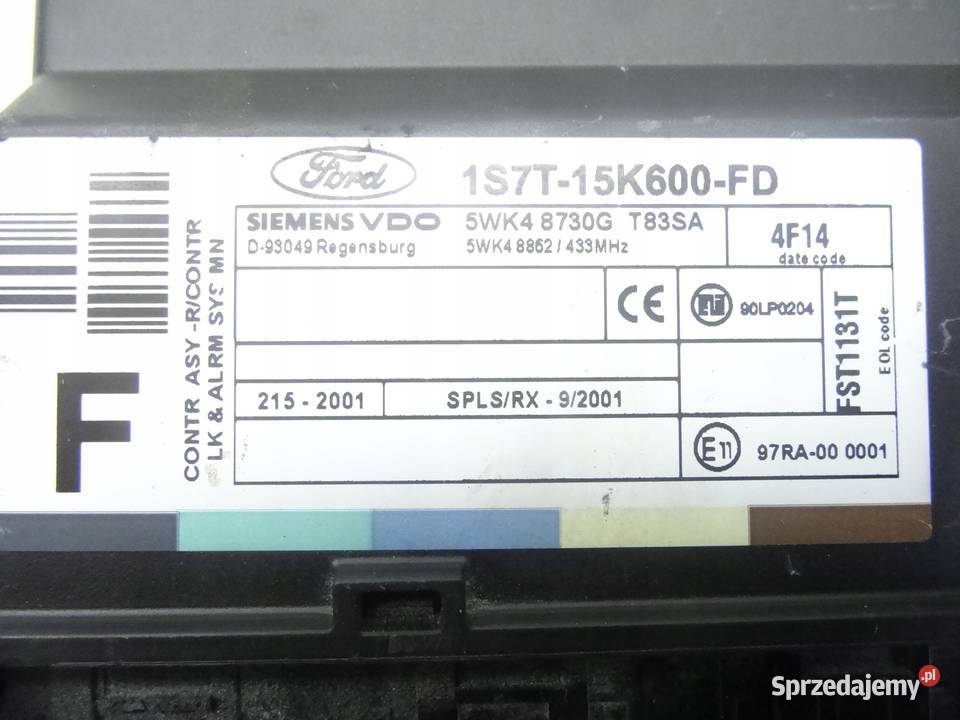 Ford 1S7T-15K600-FD
SIEMENS VDO 5WK4 8730G T83SA
D-93049 Regensburg 5WK4 8862 / 433MHz
4F14
date code
CE
90LP0204
FST1131T
EOL code
215 - 2001
SPLS/RX - 9/2001
E11
97RA-00 0001
F
CONTR ASY -R/CONTR
LK & ALRM SYS MN
Sprzedajemy.pl